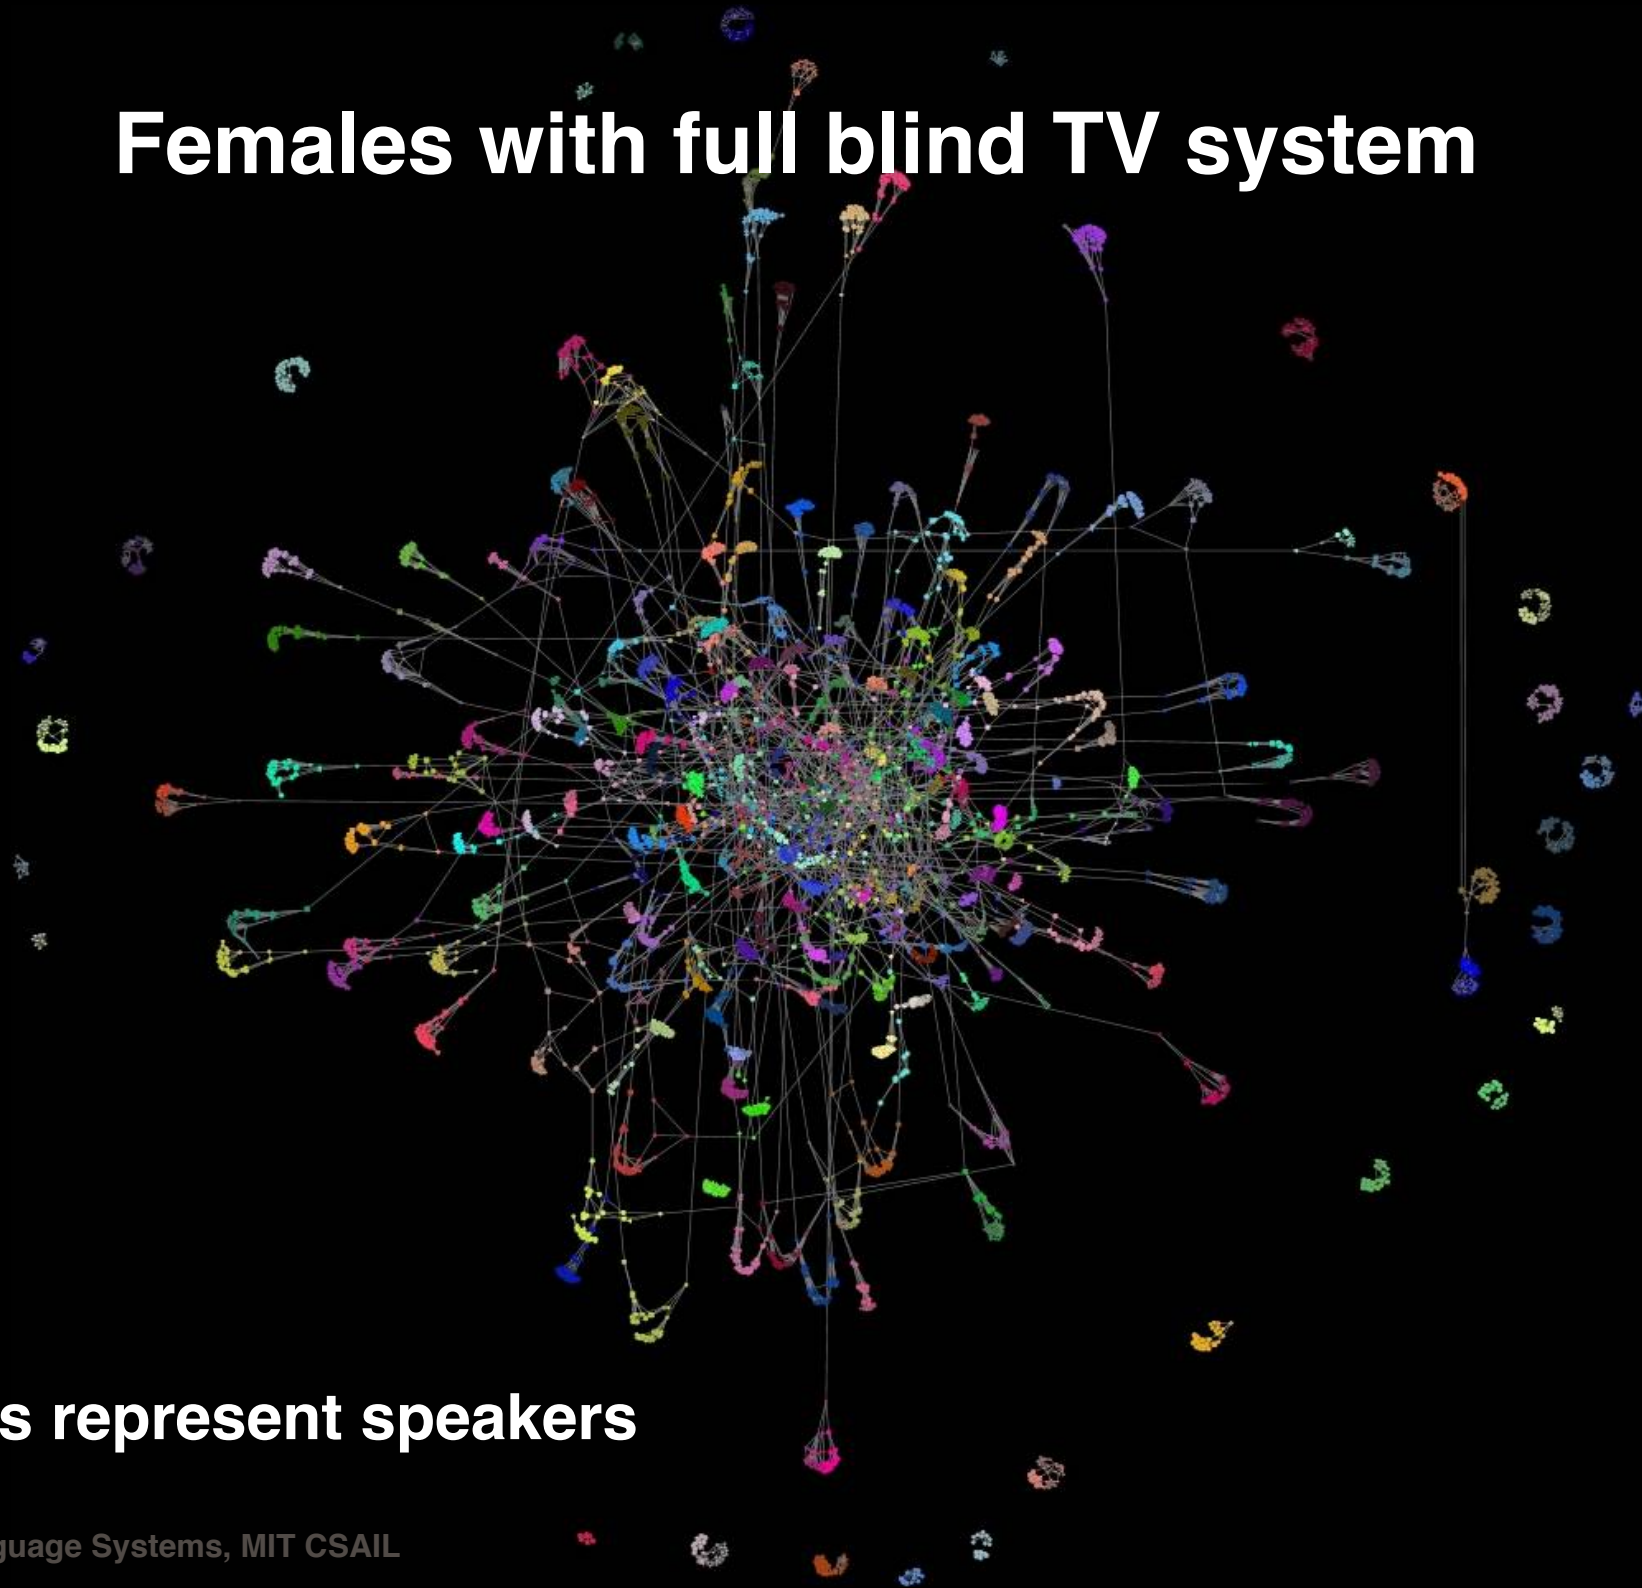 Females with full blind TV system
s represent speakers
guage Systems, MIT CSAIL